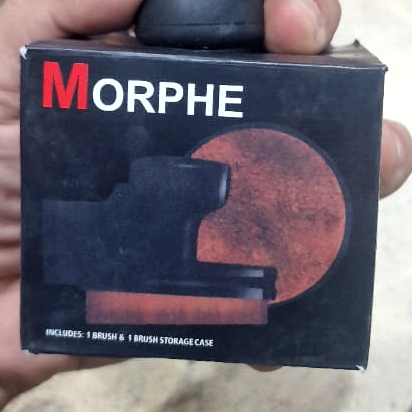 MORPHE
INCLUDES: 1 BRUSH & 1 BRUSH STORAGE CASE